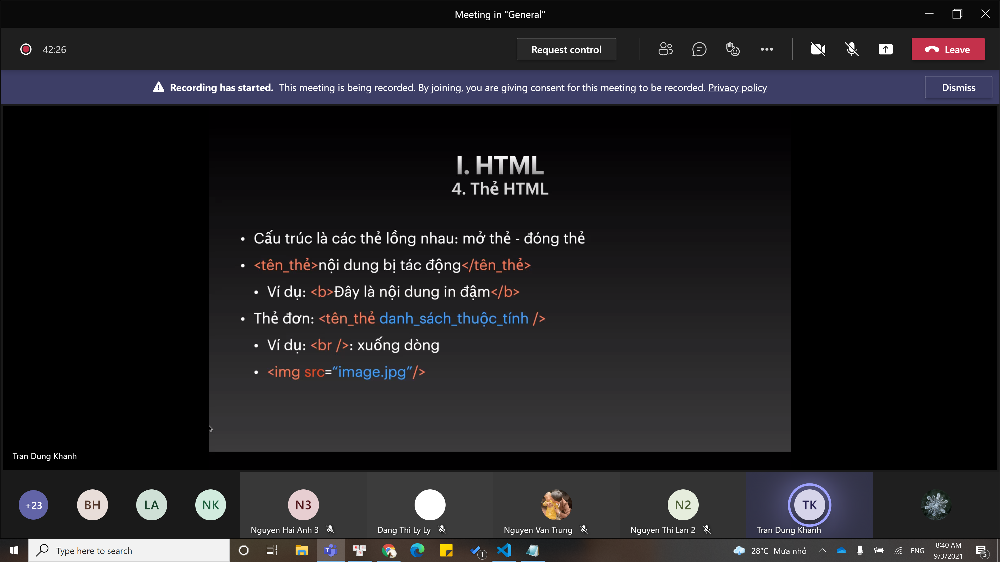 Meeting in "General"
42:26
Request control
Leave
Recording has started. This meeting is being recorded. By joining, you are giving consent for this meeting to be recorded. Privacy policy
Dismiss
I. HTML
4. Thẻ HTML
• Cấu trúc là các thẻ lồng nhau: mở thẻ - đóng thẻ
• <tên_thẻ>nội dung bị tác động</tên_thẻ>
• Ví dụ: <b>Đây là nội dung in đậm</b>
• Thẻ đơn: <tên_thẻ danh_sách_thuộc_tính />
• Ví dụ: <br />: xuống dòng
• <img src=“image.jpg”/>
Tran Dung Khanh
+23
BH
LA
NK
N3
N2
TK
Nguyen Hai Anh 3
Dang Thi Ly Ly
Nguyen Van Trung
Nguyen Thi Lan 2
Tran Dung Khanh
Type here to search
1
28°C Mưa nhỏ
ENG
8:40 AM
9/3/2021
5